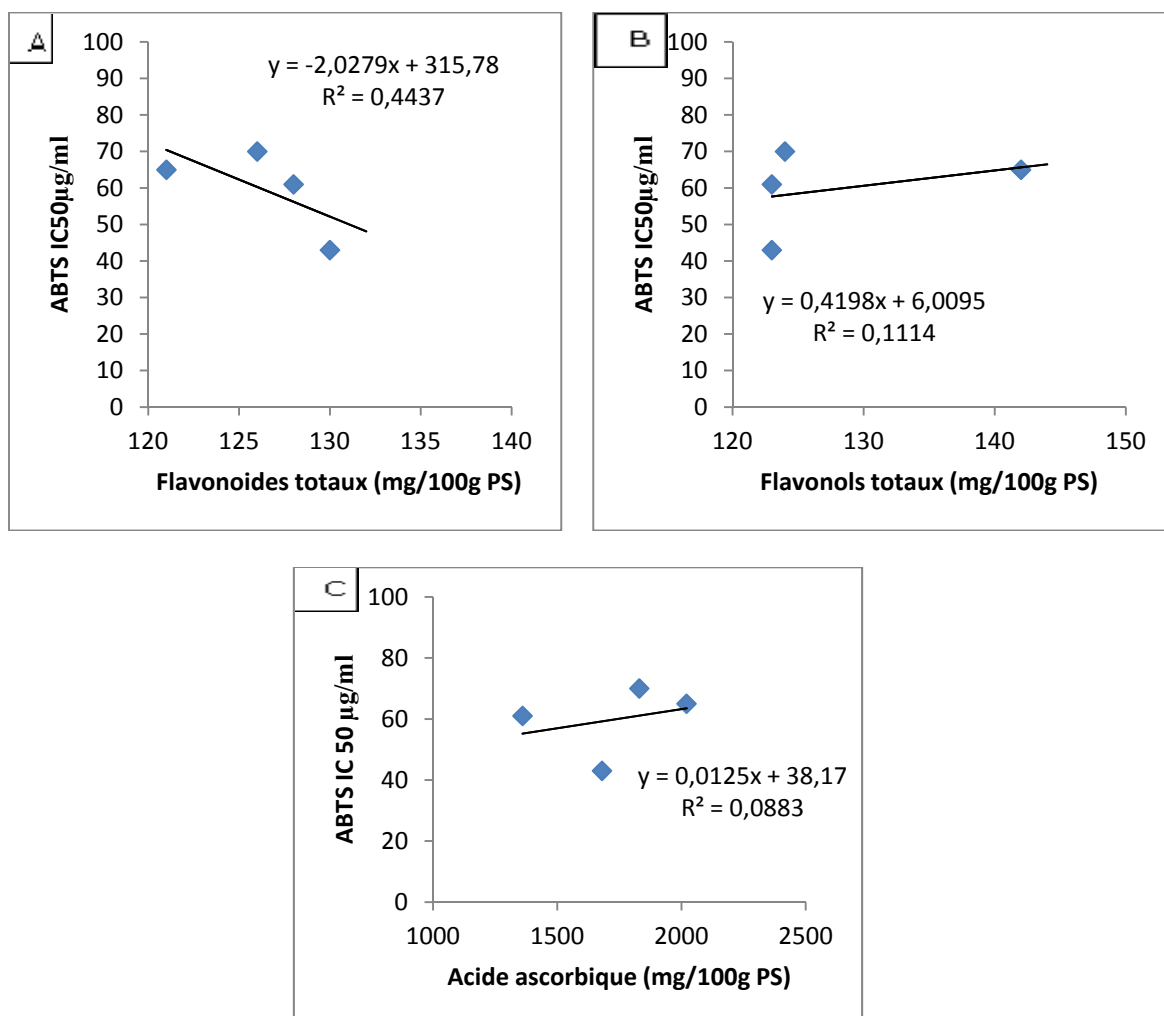 A
y = -2,0279x + 315,78
R² = 0,4437
100
90
80
70
60
50
40
30
20
10
0
ABTS IC50µg/ml
120 125 130 135 140
Flavonoides totaux (mg/100g PS)
B
100
90
80
70
60
50
40
30
20
10
0
ABTS IC50µg/ml
y = 0,4198x + 6,0095
R² = 0,1114
120 130 140 150
Flavonols totaux (mg/100g PS)
C
100
80
60
40
20
0
ABTS IC 50 µg/ml
y = 0,0125x + 38,17
R² = 0,0883
1000 1500 2000 2500
Acide ascorbique (mg/100g PS)